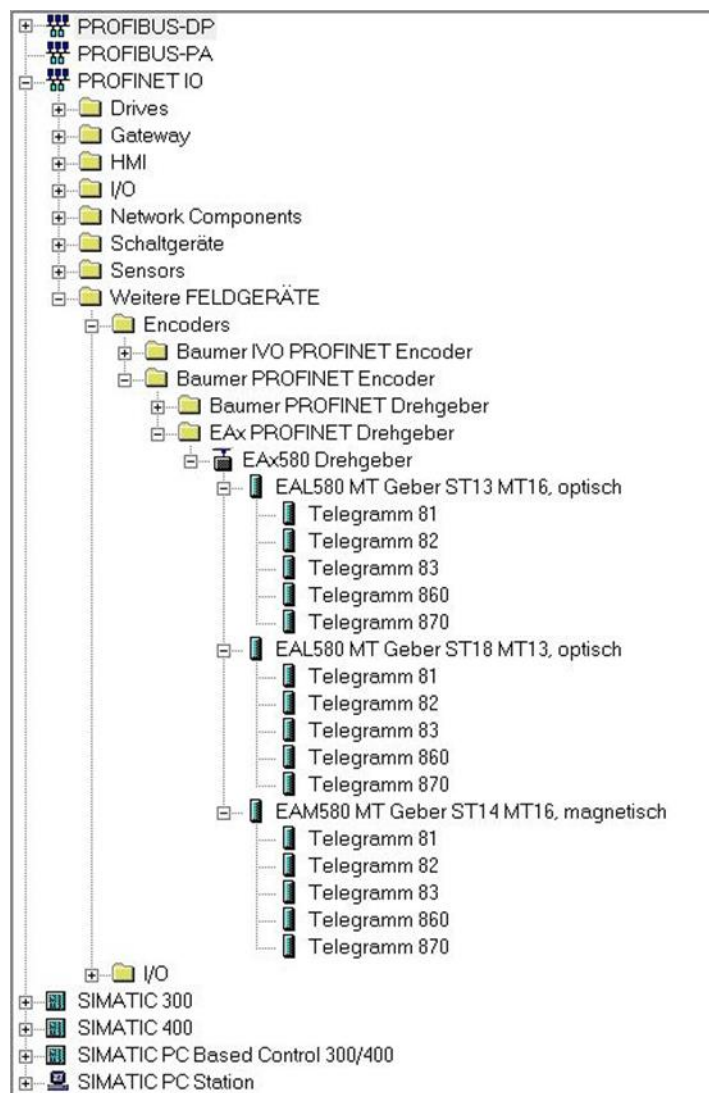 PROFIBUS-DP
PROFIBUS-PA
PROFINET IO
Drives
Gateway
HMI
I/O
Network Components
Schaltgeräte
Sensors
Weitere FELDGERÄTE
Encoders
Baumer IVO PROFINET Encoder
Baumer PROFINET Encoder
Baumer PROFINET Drehgeber
EAx PROFINET Drehgeber
EAx580 Drehgeber
EAL580 MT Geber ST13 MT16, optisch
Telegramm 81
Telegramm 82
Telegramm 83
Telegramm 860
Telegramm 870
EAL580 MT Geber ST18 MT13, optisch
Telegramm 81
Telegramm 82
Telegramm 83
Telegramm 860
Telegramm 870
EAM580 MT Geber ST14 MT16, magnetisch
Telegramm 81
Telegramm 82
Telegramm 83
Telegramm 860
Telegramm 870
I/O
SIMATIC 300
SIMATIC 400
SIMATIC PC Based Control 300/400
SIMATIC PC Station